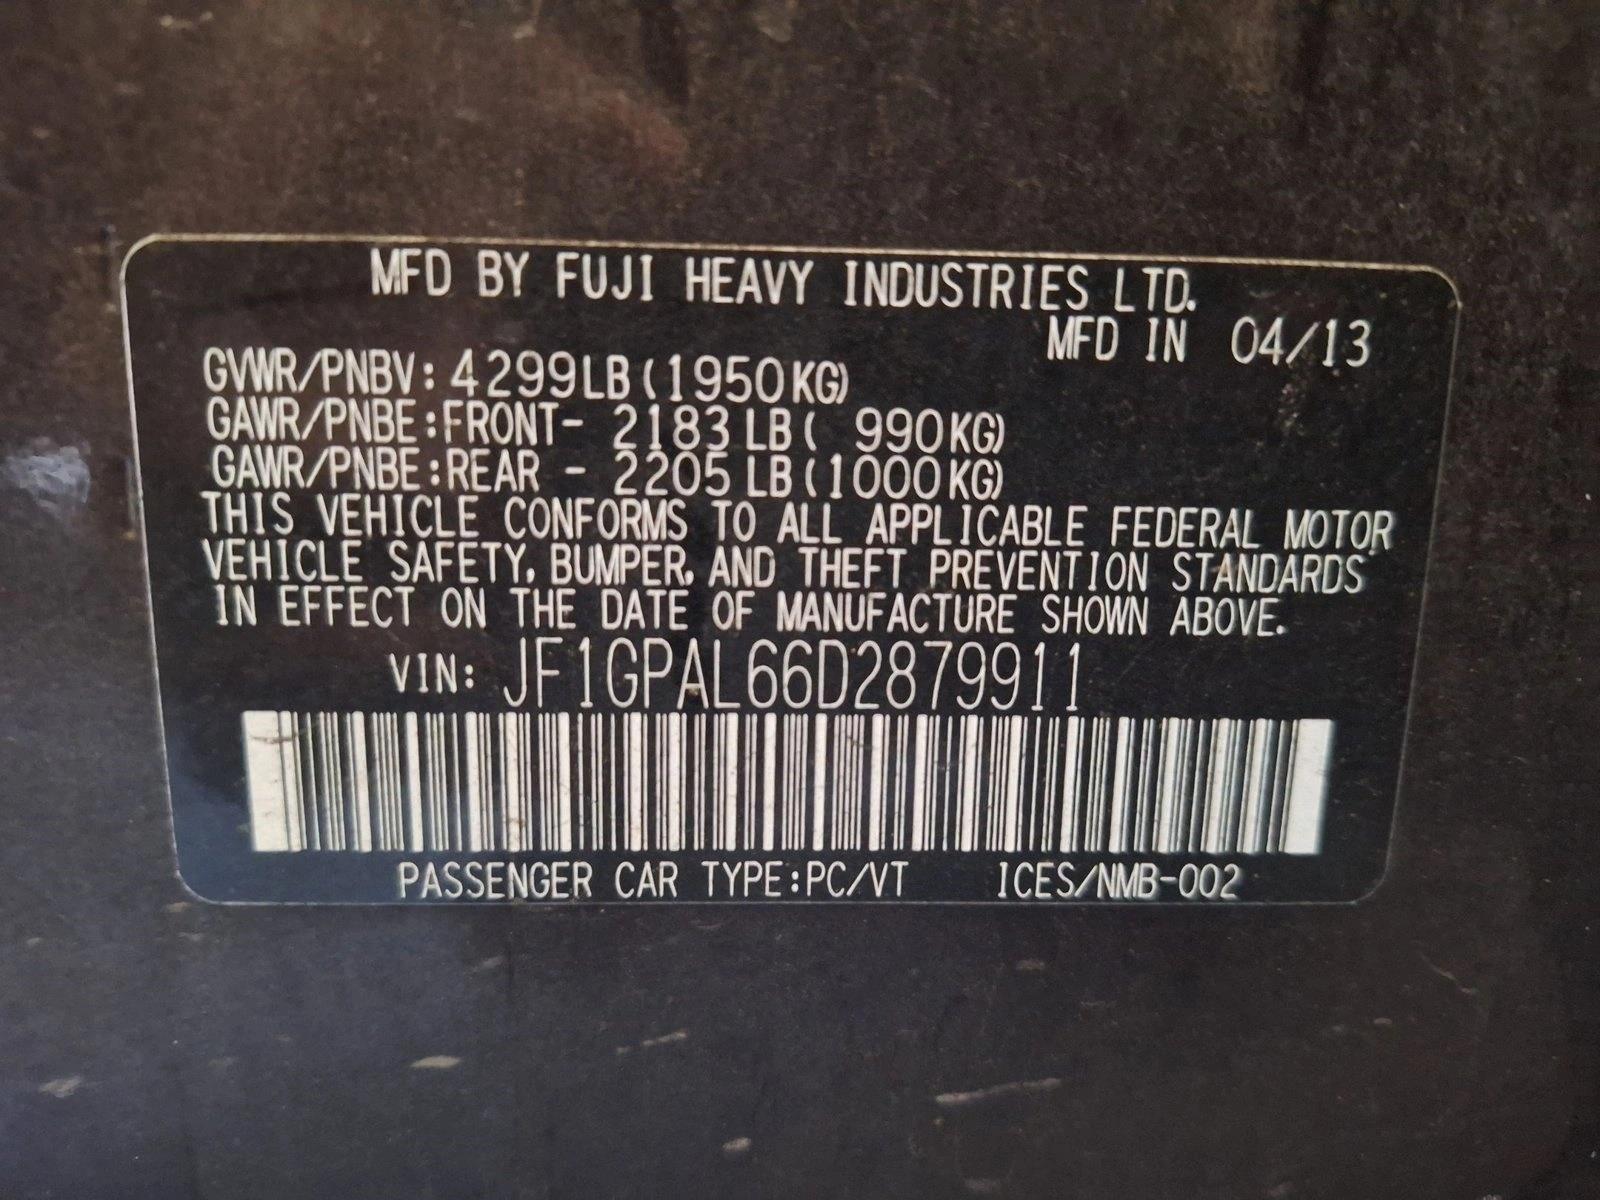 MFD BY FUJI HEAVY INDUSTRIES LTD.
MFD IN 04/13
GVWR/PNBV: 4299LB (1950KG)
GAWR/PNBE:FRONT- 2183 LB ( 990KG)
GAWR/PNBE:REAR - 2205 LB (1000KG)
THIS VEHICLE CONFORMS TO ALL APPLICABLE FEDERAL MOTOR
VEHICLE SAFETY, BUMPER, AND THEFT PREVENTION STANDARDS
IN EFFECT ON THE DATE OF MANUFACTURE SHOWN ABOVE.
VIN: JF1GPAL66D2879911
PASSENGER CAR TYPE:PC/VT ICES/NMB-002